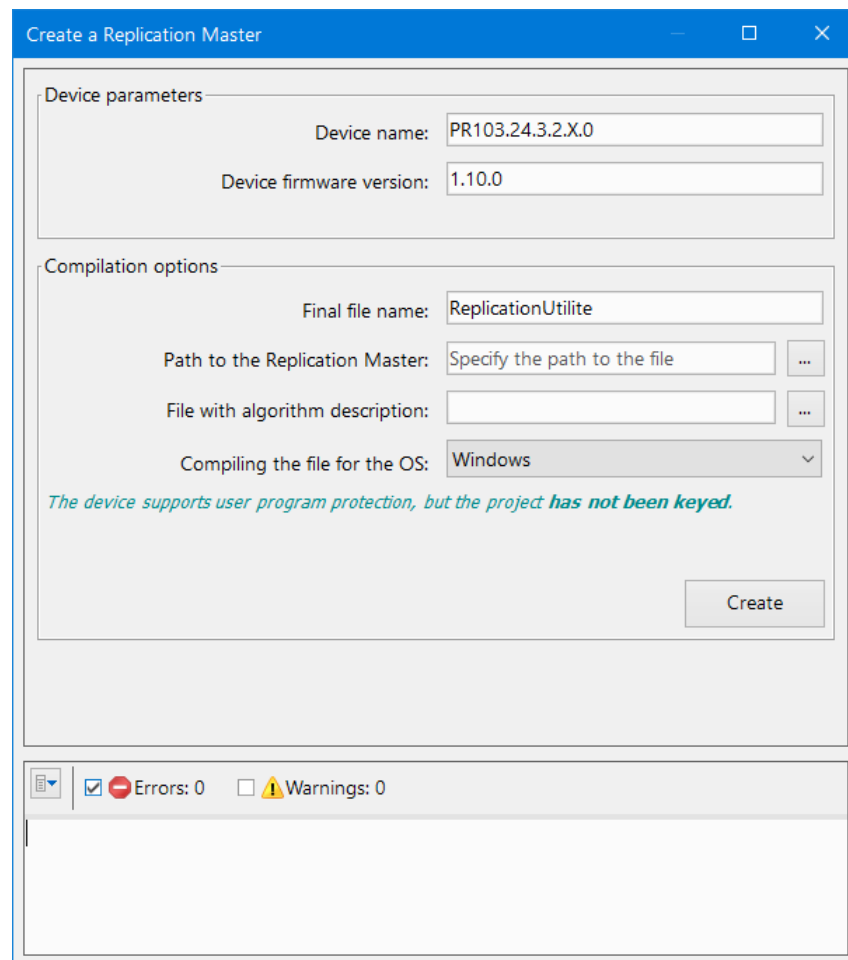 Create a Replication Master
Device parameters
Device name: PR103.24.3.2.X.0
Device firmware version: 1.10.0
Compilation options
Final file name: ReplicationUtilite
Path to the Replication Master: Specify the path to the file ...
File with algorithm description: ...
Compiling the file for the OS: Windows
The device supports user program protection, but the project has not been keyed.
Create
Errors: 0 Warnings: 0